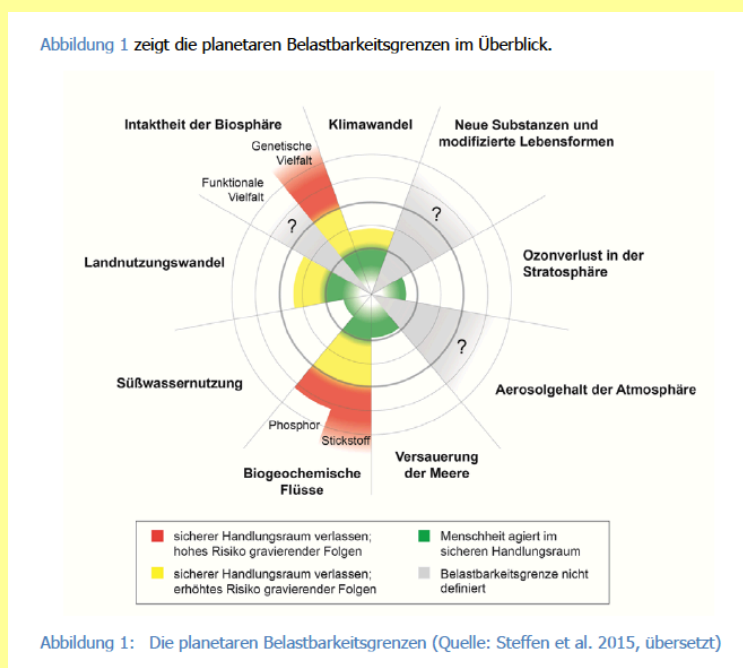 Abbildung 1 zeigt die planetaren Belastbarkeitsgrenzen im Überblick.
Intaktheit der Biosphäre
Klimawandel
Neue Substanzen und
modifizierte Lebensformen
Genetische
Vielfalt
Funktionale
Vielfalt
?
?
Landnutzungswandel
Ozonverlust in der
Stratosphäre
?
Süßwassernutzung
Aerosolgehalt der Atmosphäre
Phosphor
Stickstoff
Biogeochemische
Flüsse
Versauerung
der Meere
sicherer Handlungsraum verlassen;
hohes Risiko gravierender Folgen
sicherer Handlungsraum verlassen;
erhöhtes Risiko gravierender Folgen
Menschheit agiert im
sicheren Handlungsraum
Belastbarkeitsgrenze nicht
definiert
Abbildung 1: Die planetaren Belastbarkeitsgrenzen (Quelle: Steffen et al. 2015, übersetzt)